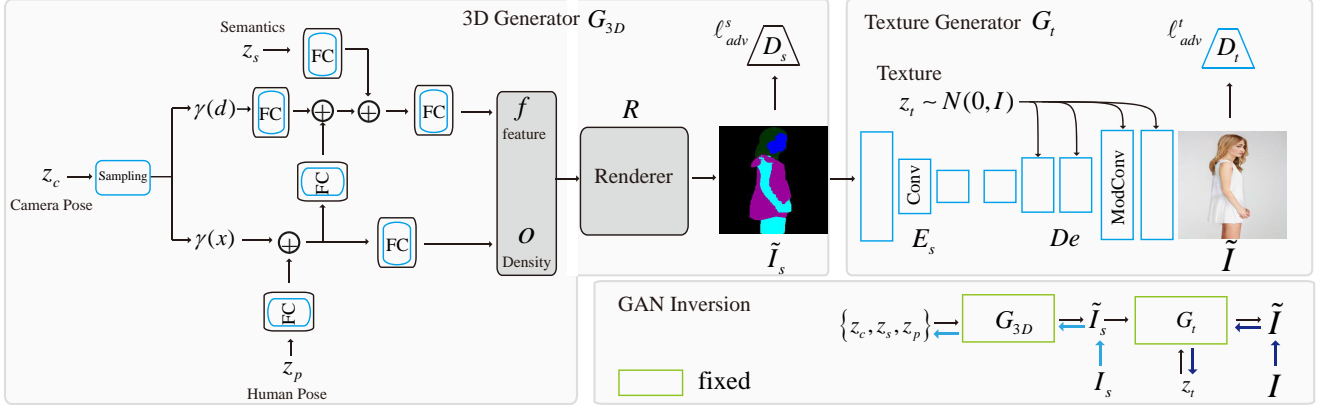 3D Generator G_{3D}
Semantics
z_s
FC
γ(d)
FC
FC
z_c
Sampling
Camera Pose
FC
γ(x)
FC
FC
z_p
Human Pose
f
feature
o
Density
R
Renderer
ℓ^s_{adv}
D_s
Ĩ_s
Texture Generator G_t
ℓ^t_{adv}
D_t
Texture
z_t ~ N(0, I)
Conv
ModConv
E_s
De
Ĩ
GAN Inversion
{z_c, z_s, z_p}
G_{3D}
Ĩ_s
G_t
Ĩ
fixed
I_s
z_t
I